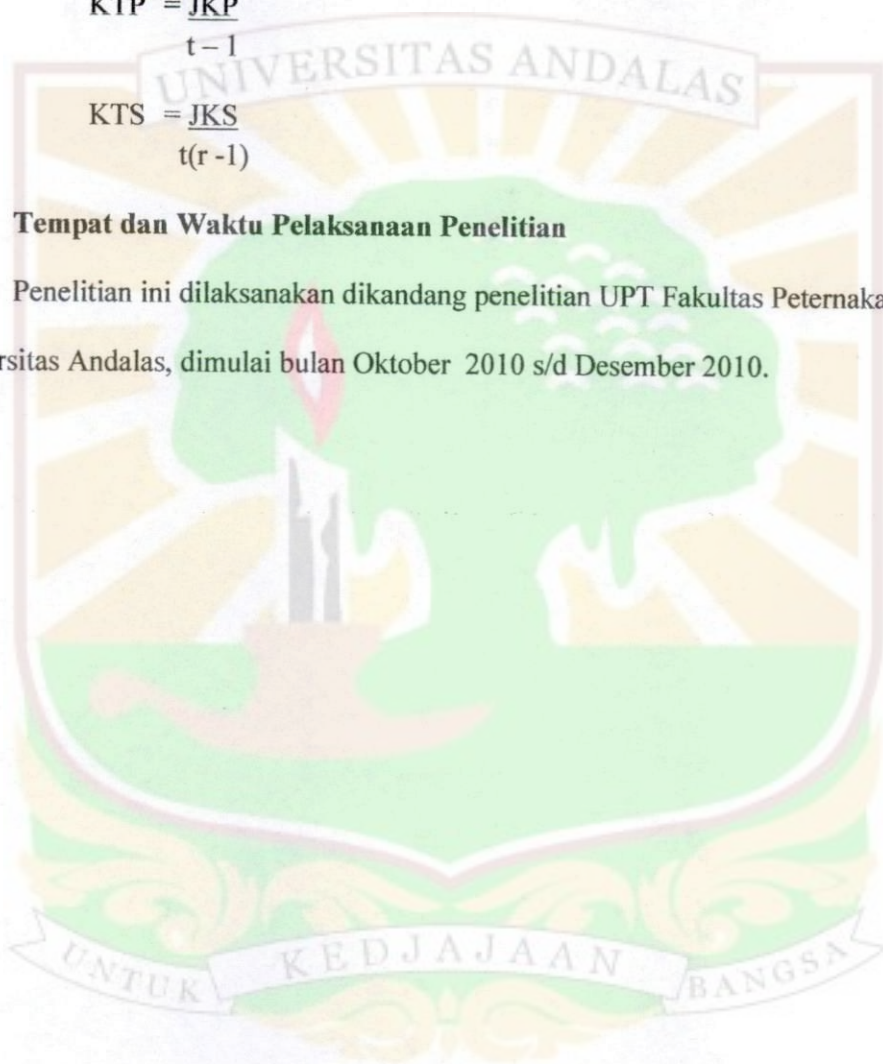 KTP = JKP
t – 1
UNIVERSITAS ANDALAS
KTS = JKS
t(r -1)
Tempat dan Waktu Pelaksanaan Penelitian
Penelitian ini dilaksanakan dikandang penelitian UPT Fakultas Peternaka
rsitas Andalas, dimulai bulan Oktober 2010 s/d Desember 2010.
UNTUK KEDJAJAAN BANGSA